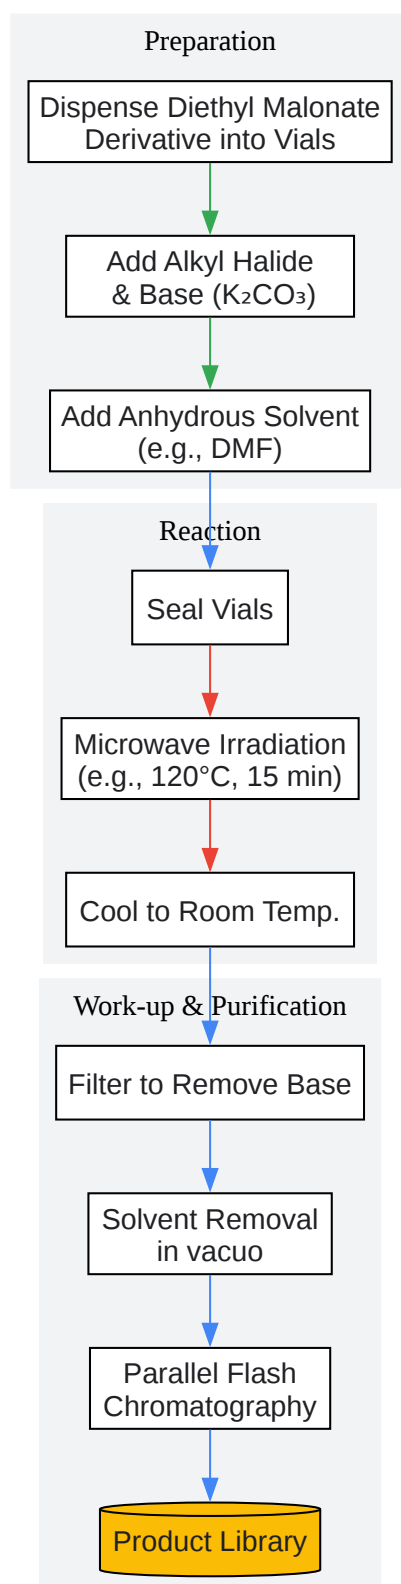 Preparation
Dispense Diethyl Malonate
Derivative into Vials
Add Alkyl Halide
& Base (K₂CO₃)
Add Anhydrous Solvent
(e.g., DMF)
Reaction
Seal Vials
Microwave Irradiation
(e.g., 120°C, 15 min)
Cool to Room Temp.
Work-up & Purification
Filter to Remove Base
Solvent Removal
in vacuo
Parallel Flash
Chromatography
Product Library